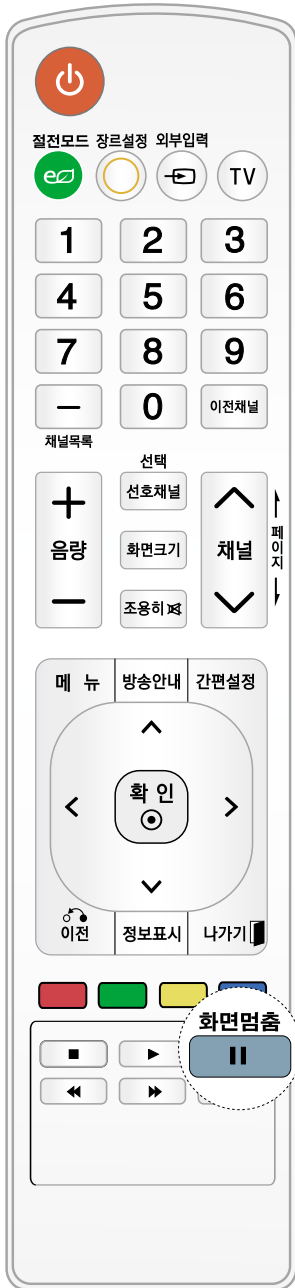 절전모드 장르설정 외부입력
e TV
1 2 3
4 5 6
7 8 9
- 0 이전채널
채널목록
선택
+ 선호채널
음량 화면크기 채널 페이지
- 조용히
메 뉴 방송안내 간편설정
확 인
이전 정보표시 나가기
화면멈춤